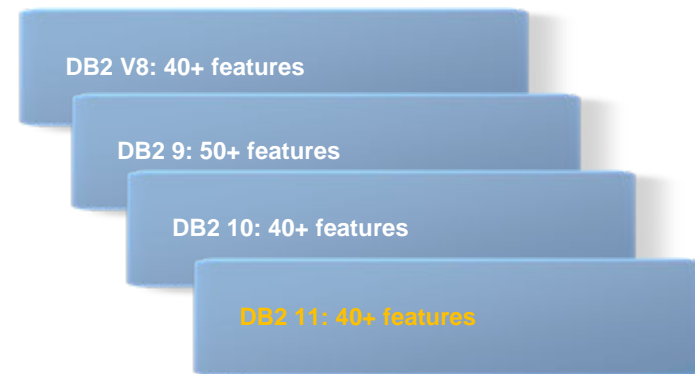 DB2 V8: 40+ features
DB2 9: 50+ features
DB2 10: 40+ features
DB2 11: 40+ features